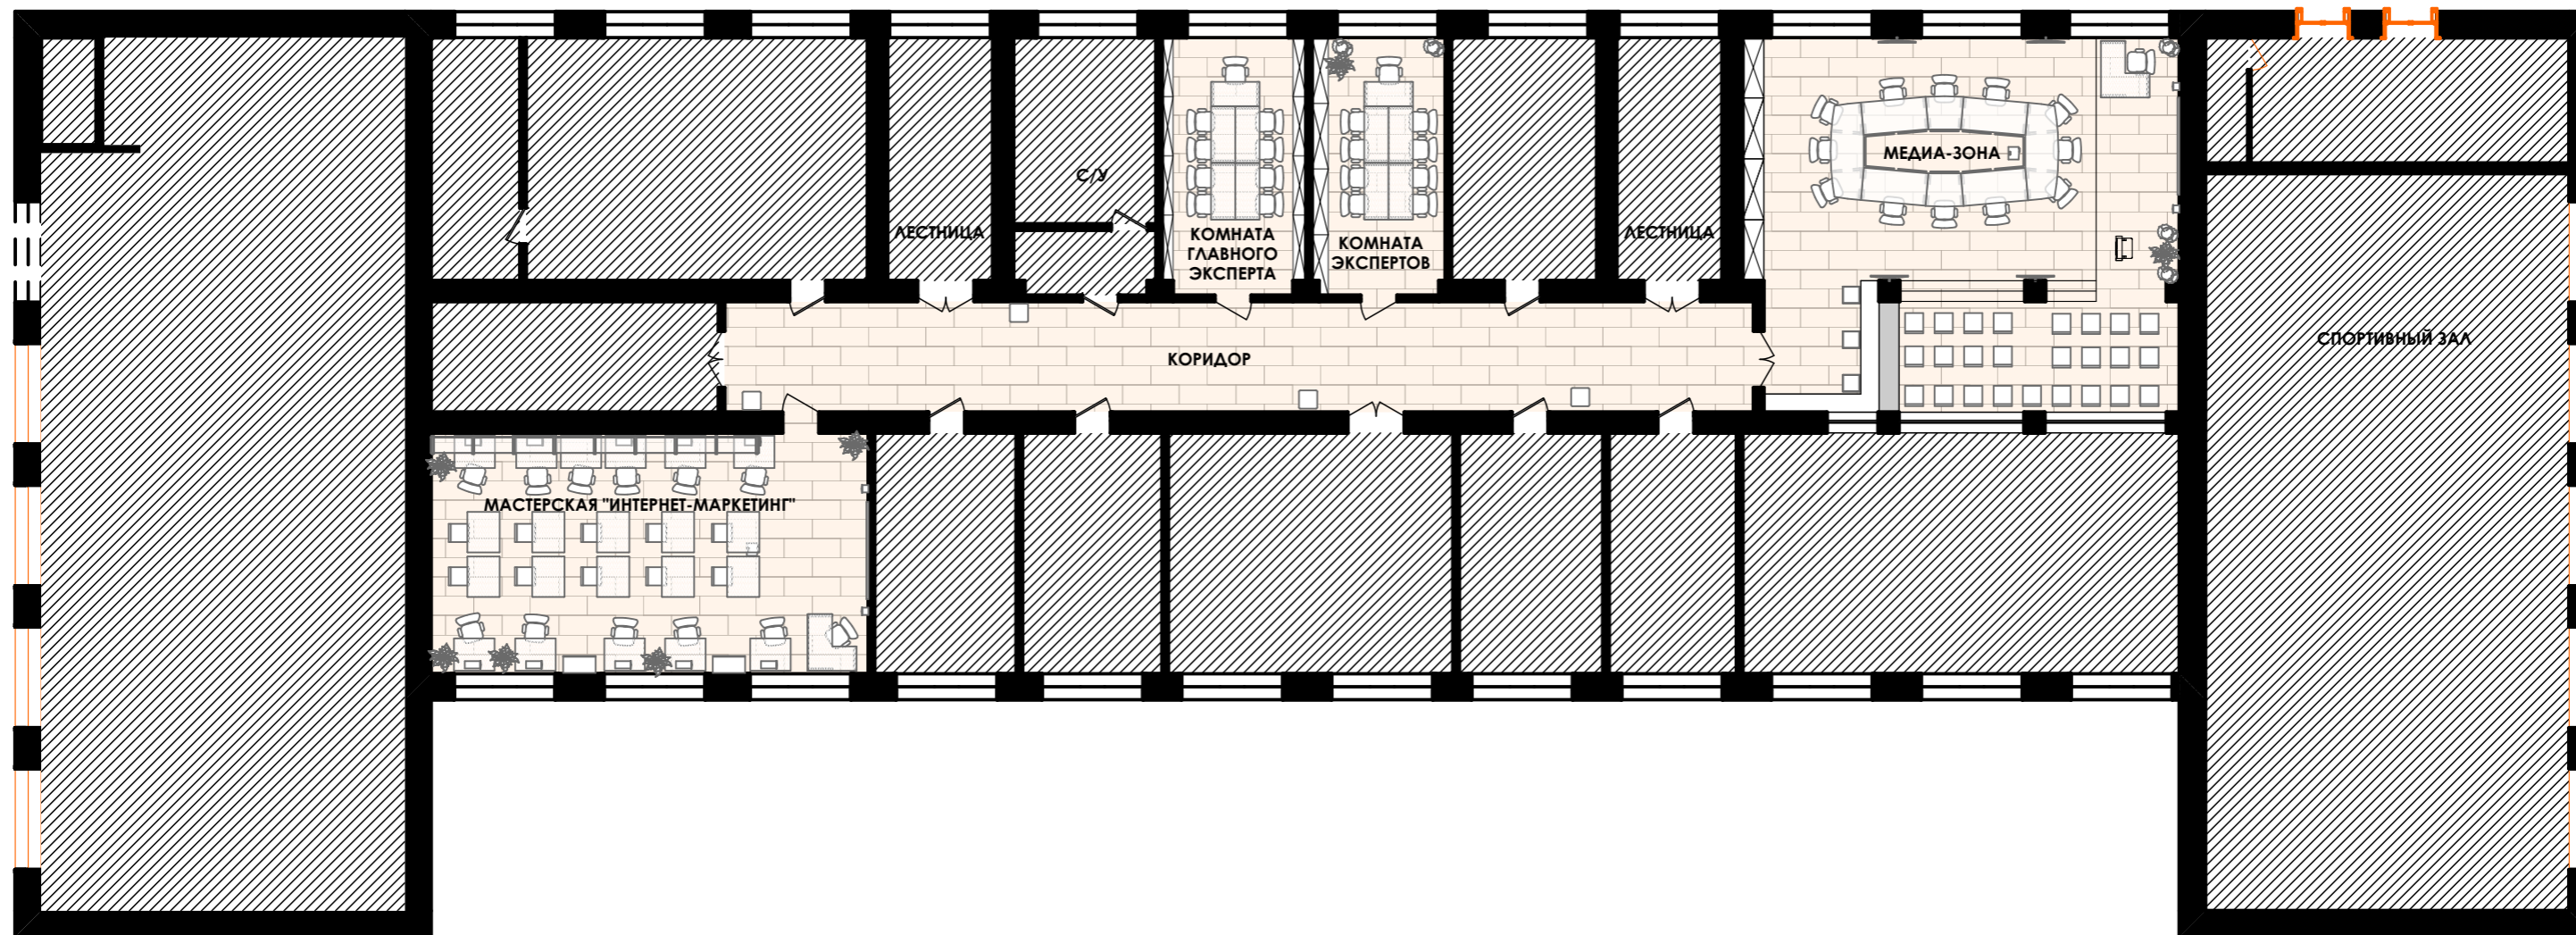 МЕДИА-ЗОНА
С/У
ЛЕСТНИЦА
КОМНАТА
ГЛАВНОГО
ЭКСПЕРТА
КОМНАТА
ЭКСПЕРТОВ
ЛЕСТНИЦА
СПОРТИВНЫЙ ЗАЛ
КОРИДОР
МАСТЕРСКАЯ "ИНТЕРНЕТ-МАРКЕТИНГ"